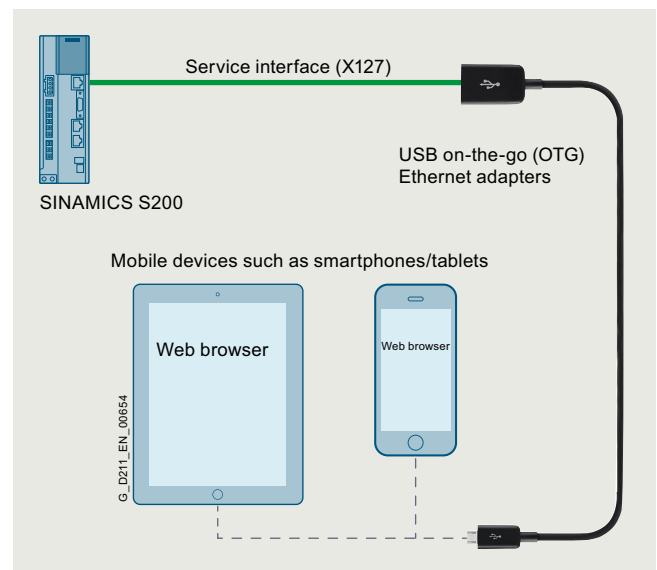 Service interface (X127)
USB on-the-go (OTG)
Ethernet adapters
SINAMICS S200
Mobile devices such as smartphones/tablets
Web browser
Web browser
G_D211_EN_00654